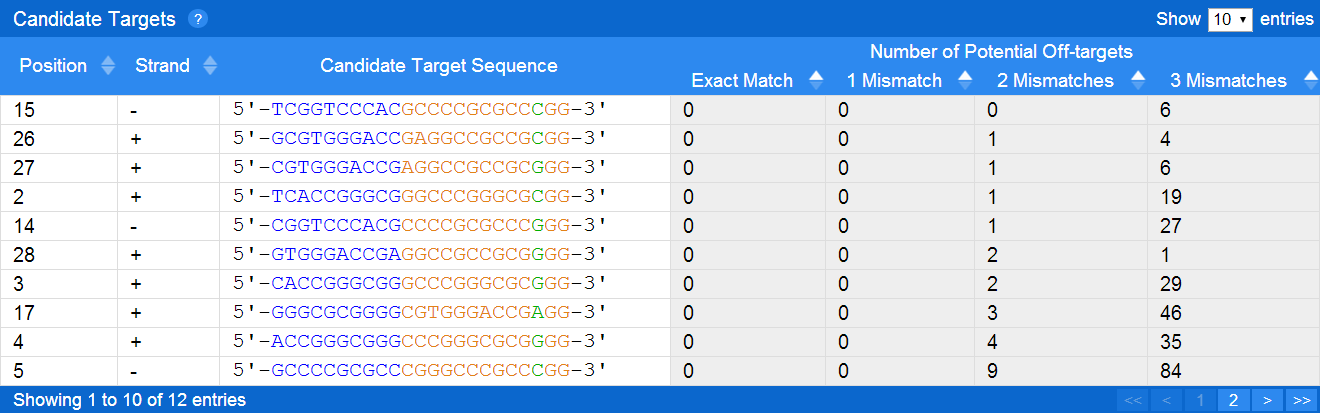 Candidate Targets ? Show 10 entries
Number of Potential Off-targets
Position Strand Candidate Target Sequence Exact Match 1 Mismatch 2 Mismatches 3 Mismatches
15 - 5'-TCGGTCCCACGCCCCGCGCCCGG-3' 0 0 0 6
26 + 5'-GCGTGGGACCGAGGCCGCCGCGG-3' 0 0 1 4
27 + 5'-CGTGGGACCGAGGCCGCCGCGGG-3' 0 0 1 6
2 + 5'-TCACCGGGCGGGCCCGGGCGCGG-3' 0 0 1 19
14 - 5'-CGGTCCCACGCCCCGCGCCCGGG-3' 0 0 1 27
28 + 5'-GTGGGACCGAGGCCGCCGCGGGG-3' 0 0 2 1
3 + 5'-CACCGGGCGGGCCCGGGCGCGGG-3' 0 0 2 29
17 + 5'-GGGCGCGGGGCGTGGGACCGAGG-3' 0 0 3 46
4 + 5'-ACCGGGCGGGCCCGGGCGCGGGG-3' 0 0 4 35
5 - 5'-GCCCCGCGCCCGGGCCCGCCCGG-3' 0 0 9 84
Showing 1 to 10 of 12 entries << < 1 2 > >>